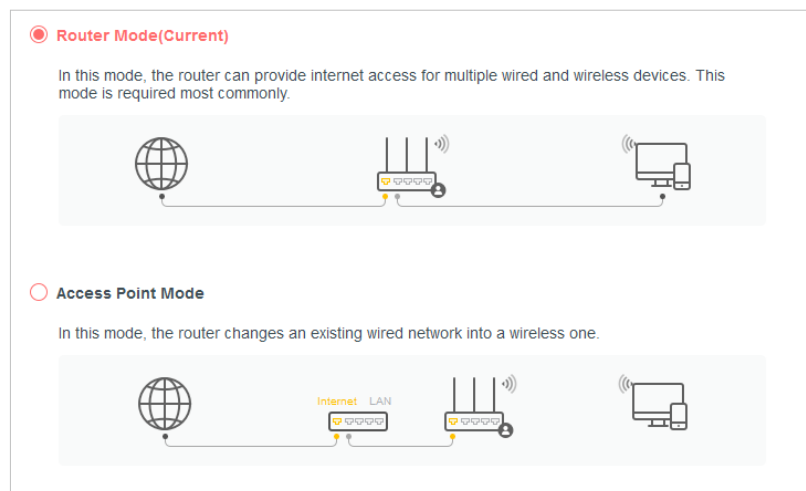 Router Mode(Current)
In this mode, the router can provide internet access for multiple wired and wireless devices. This
mode is required most commonly.
Access Point Mode
In this mode, the router changes an existing wired network into a wireless one.
Internet LAN